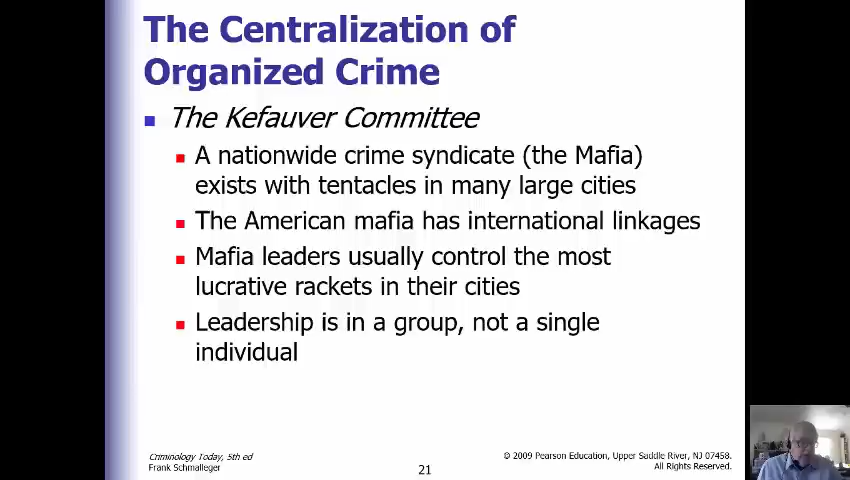 The Centralization of
Organized Crime
The Kefauver Committee
A nationwide crime syndicate (the Mafia)
exists with tentacles in many large cities
The American mafia has international linkages
Mafia leaders usually control the most
lucrative rackets in their cities
Leadership is in a group, not a single
individual
Criminology Today, 5th ed
Frank Schmalleger
21
© 2009 Pearson Education, Upper Saddle River, NJ 07458.
All Rights Reserved.